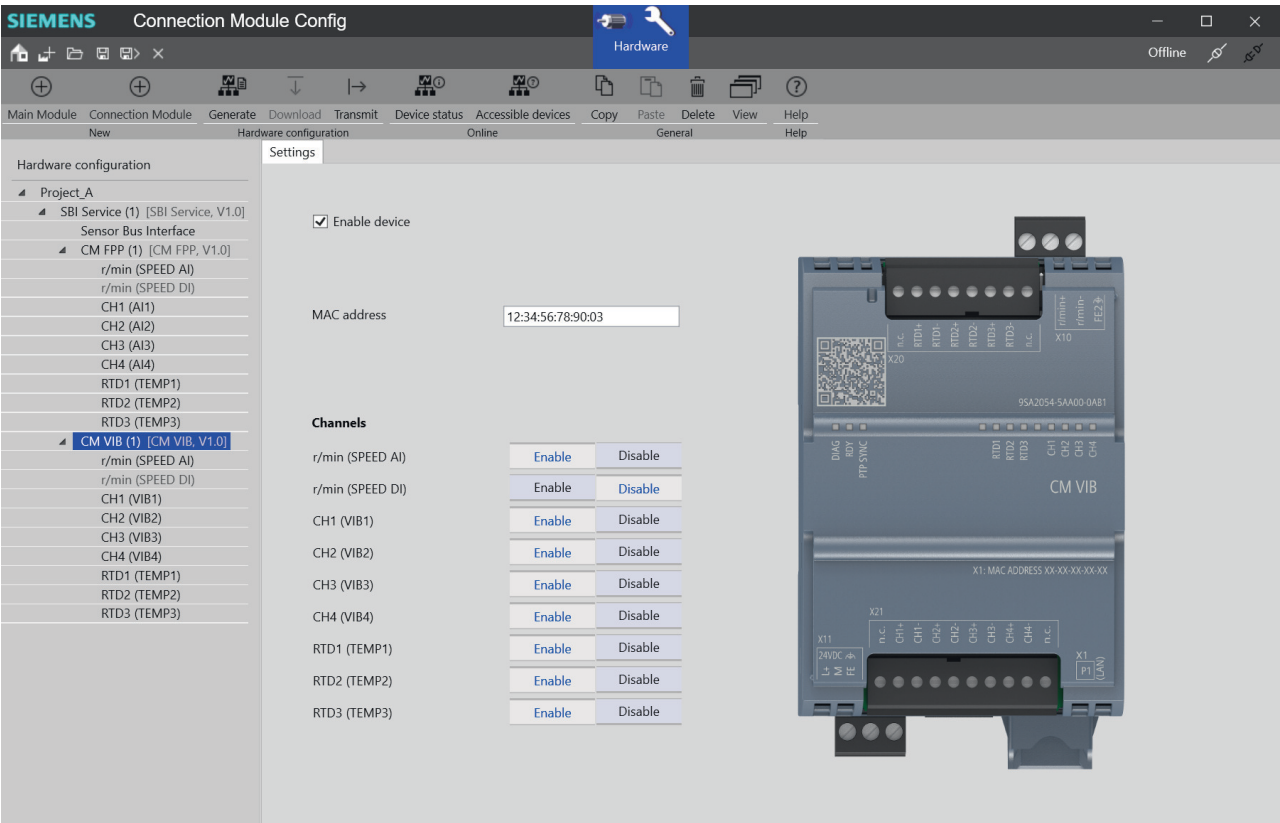 SIEMENS Connection Module Config
Hardware
Offline
Main Module Connection Module Generate Download Transmit Device status Accessible devices Copy Paste Delete View Help
New Hardware configuration Online General Help
Hardware configuration
Project_A
SBI Service (1) [SBI Service, V1.0]
Sensor Bus Interface
CM FPP (1) [CM FPP, V1.0]
r/min (SPEED AI)
r/min (SPEED DI)
CH1 (AI1)
CH2 (AI2)
CH3 (AI3)
CH4 (AI4)
RTD1 (TEMP1)
RTD2 (TEMP2)
RTD3 (TEMP3)
CM VIB (1) [CM VIB, V1.0]
r/min (SPEED AI)
r/min (SPEED DI)
CH1 (VIB1)
CH2 (VIB2)
CH3 (VIB3)
CH4 (VIB4)
RTD1 (TEMP1)
RTD2 (TEMP2)
RTD3 (TEMP3)
Settings
Enable device
MAC address 12:34:56:78:90:03
Channels
r/min (SPEED AI) Enable Disable
r/min (SPEED DI) Enable Disable
CH1 (VIB1) Enable Disable
CH2 (VIB2) Enable Disable
CH3 (VIB3) Enable Disable
CH4 (VIB4) Enable Disable
RTD1 (TEMP1) Enable Disable
RTD2 (TEMP2) Enable Disable
RTD3 (TEMP3) Enable Disable
n.c. RTD1+ RTD1- RTD2+ RTD2- RTD3+ RTD3- n.c.
X20
r/min+ r/min- FE2
X10
9SA2054-5AA00-0AB1
DIAG RDY PTP SYNC
RTD1 RTD2 RTD3 CH1 CH2 CH3 CH4
CM VIB
X1: MAC ADDRESS XX-XX-XX-XX-XX
X21
n.c. CH1+ CH1- CH2+ CH2- CH3+ CH3- CH4+ CH4- n.c.
X11
24VDC
L+ M FE
X1
P1 (LAN)